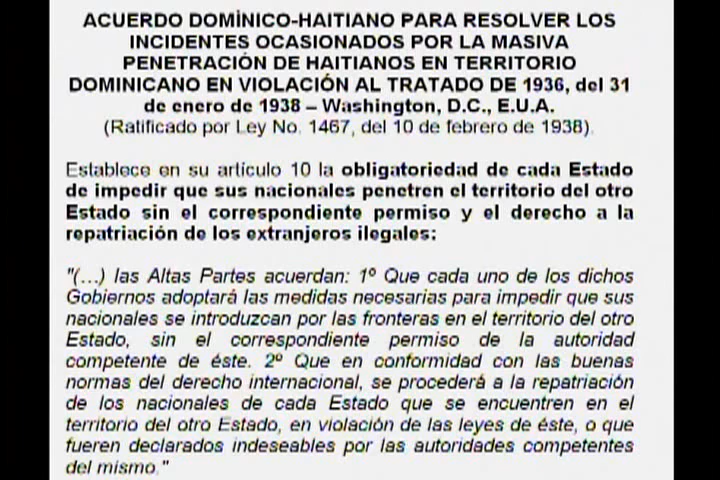 ACUERDO DOMÍNICO-HAITIANO PARA RESOLVER LOS
INCIDENTES OCASIONADOS POR LA MASIVA
PENETRACIÓN DE HAITIANOS EN TERRITORIO
DOMINICANO EN VIOLACIÓN AL TRATADO DE 1936, del 31
de enero de 1938 – Washington, D.C., E.U.A.
(Ratificado por Ley No. 1467, del 10 de febrero de 1938).
Establece en su artículo 10 la obligatoriedad de cada Estado
de impedir que sus nacionales penetren el territorio del otro
Estado sin el correspondiente permiso y el derecho a la
repatriación de los extranjeros ilegales:
"(…) las Altas Partes acuerdan: 1º Que cada uno de los dichos
Gobiernos adoptará las medidas necesarias para impedir que sus
nacionales se introduzcan por las fronteras en el territorio del otro
Estado, sin el correspondiente permiso de la autoridad
competente de éste. 2º Que en conformidad con las buenas
normas del derecho internacional, se procederá a la repatriación
de los nacionales de cada Estado que se encuentren en el
territorio del otro Estado, en violación de las leyes de éste, o que
fueren declarados indeseables por las autoridades competentes
del mismo."